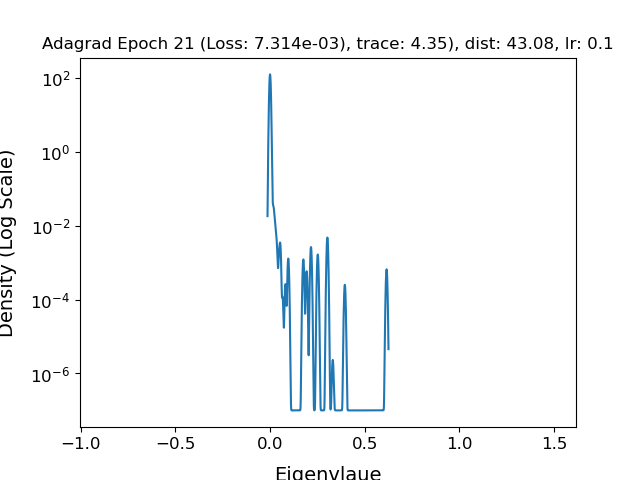 Adagrad Epoch 21 (Loss: 7.314e-03), trace: 4.35), dist: 43.08, lr: 0.1
Density (Log Scale)
10^2
10^0
10^-2
10^-4
10^-6
−1.0 −0.5 0.0 0.5 1.0 1.5
Eigenvlaue